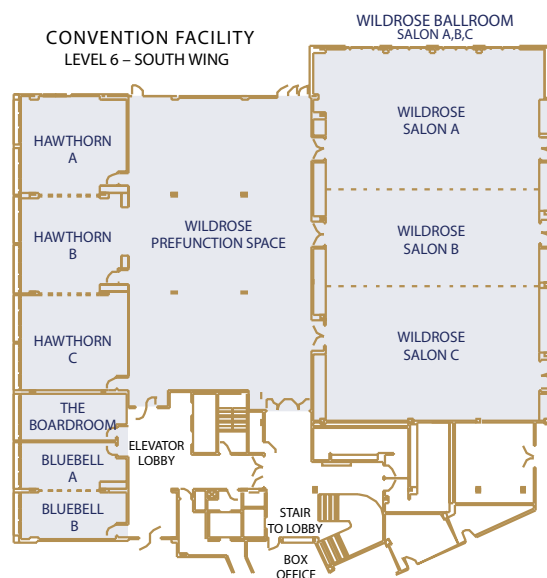 CONVENTION FACILITY
LEVEL 6 – SOUTH WING
WILDROSE BALLROOM
SALON A,B,C
HAWTHORN
A
HAWTHORN
B
HAWTHORN
C
THE
BOARDROOM
BLUEBELL
A
BLUEBELL
B
WILDROSE
PREFUNCTION SPACE
WILDROSE
SALON A
WILDROSE
SALON B
WILDROSE
SALON C
ELEVATOR
LOBBY
STAIR
TO LOBBY
BOX
OFFICE